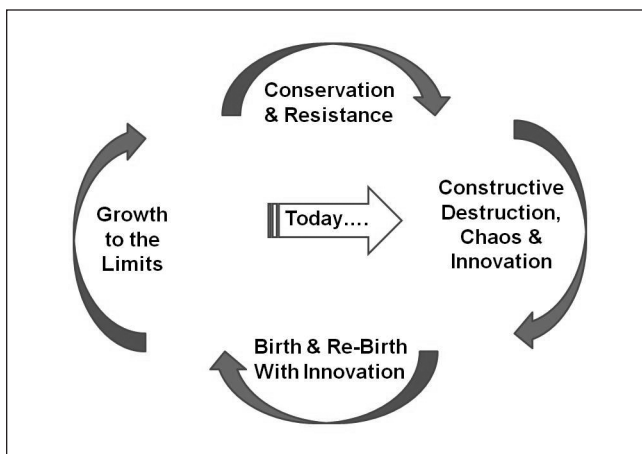 Conservation
& Resistance
Constructive
Destruction,
Chaos &
Innovation
Birth & Re-Birth
With Innovation
Growth
to the
Limits
Today....